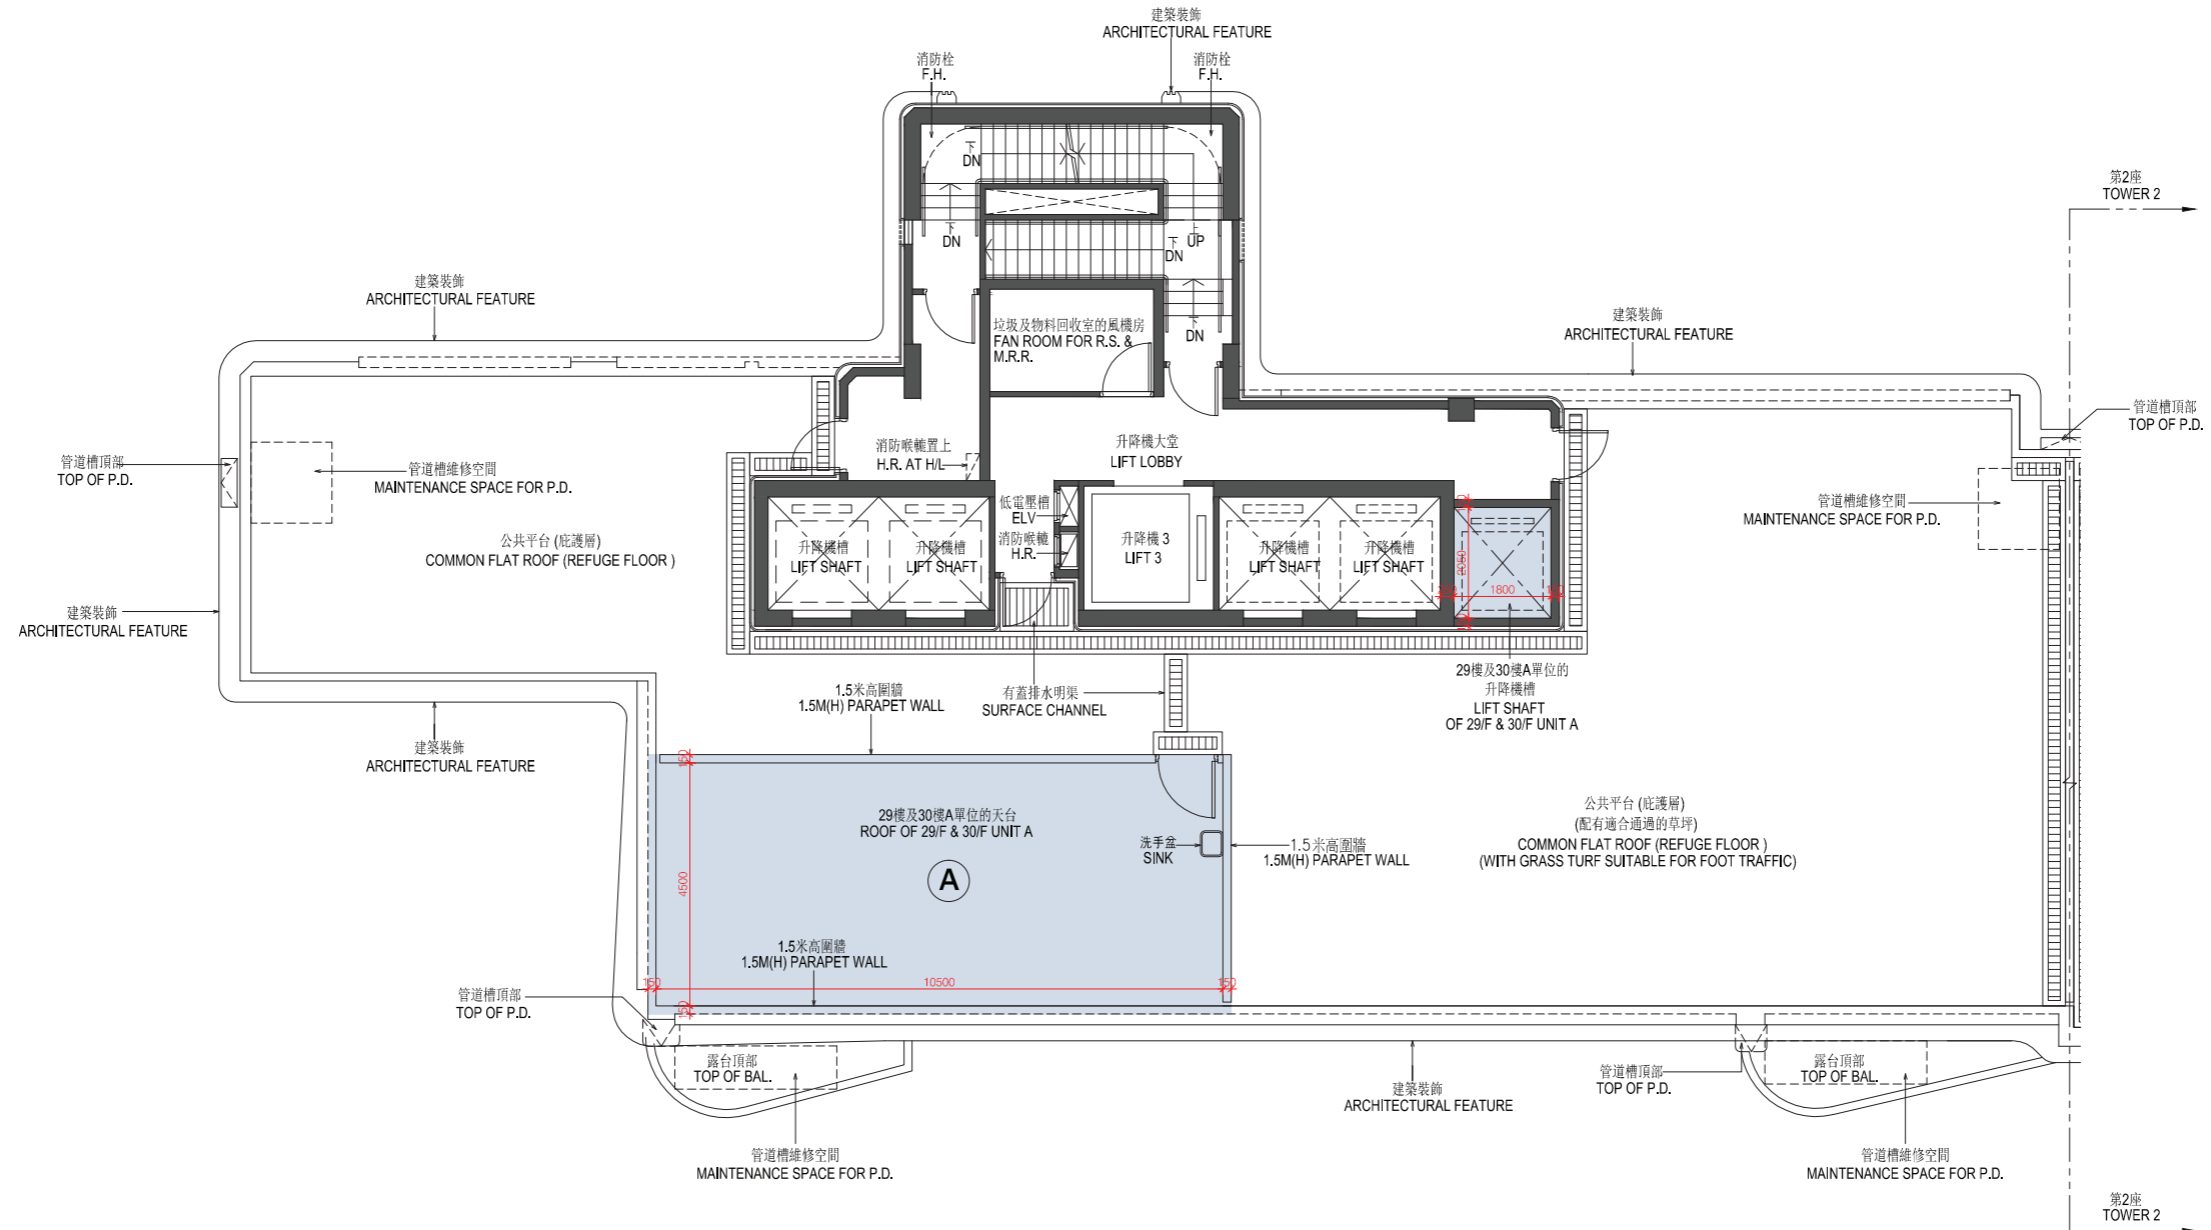 建築裝飾
ARCHITECTURAL FEATURE
消防栓
F.H.
消防栓
F.H.
下
DN
第2座
TOWER 2
下
DN
上
UP
下
DN
建築裝飾
ARCHITECTURAL FEATURE
垃圾及物料回收室的風機房
FAN ROOM FOR R.S. &
M.R.R.
下
DN
建築裝飾
ARCHITECTURAL FEATURE
管道槽頂部
TOP OF P.D.
管道槽頂部
TOP OF P.D.
管道槽維修空間
MAINTENANCE SPACE FOR P.D.
消防喉轆置上
H.R. AT H/L
升降機大堂
LIFT LOBBY
管道槽維修空間
MAINTENANCE SPACE FOR P.D.
公共平台 (庇護層)
COMMON FLAT ROOF (REFUGE FLOOR )
升降機槽
LIFT SHAFT
升降機槽
LIFT SHAFT
低電壓槽
ELV
消防喉轆
H.R.
升降機 3
LIFT 3
升降機槽
LIFT SHAFT
升降機槽
LIFT SHAFT
2050
1800
建築裝飾
ARCHITECTURAL FEATURE
1.5米高圍牆
1.5M(H) PARAPET WALL
有蓋排水明渠
SURFACE CHANNEL
29樓及30樓A單位的
升降機槽
LIFT SHAFT
OF 29/F & 30/F UNIT A
建築裝飾
ARCHITECTURAL FEATURE
150
29樓及30樓A單位的天台
ROOF OF 29/F & 30/F UNIT A
A
洗手盆
SINK
1.5米高圍牆
1.5M(H) PARAPET WALL
公共平台 (庇護層)
(配有適合通過的草坪)
COMMON FLAT ROOF (REFUGE FLOOR )
(WITH GRASS TURF SUITABLE FOR FOOT TRAFFIC)
4500
1.5米高圍牆
1.5M(H) PARAPET WALL
150
10500
150
150
管道槽頂部
TOP OF P.D.
露台頂部
TOP OF BAL.
建築裝飾
ARCHITECTURAL FEATURE
管道槽頂部
TOP OF P.D.
露台頂部
TOP OF BAL.
管道槽維修空間
MAINTENANCE SPACE FOR P.D.
管道槽維修空間
MAINTENANCE SPACE FOR P.D.
第2座
TOWER 2